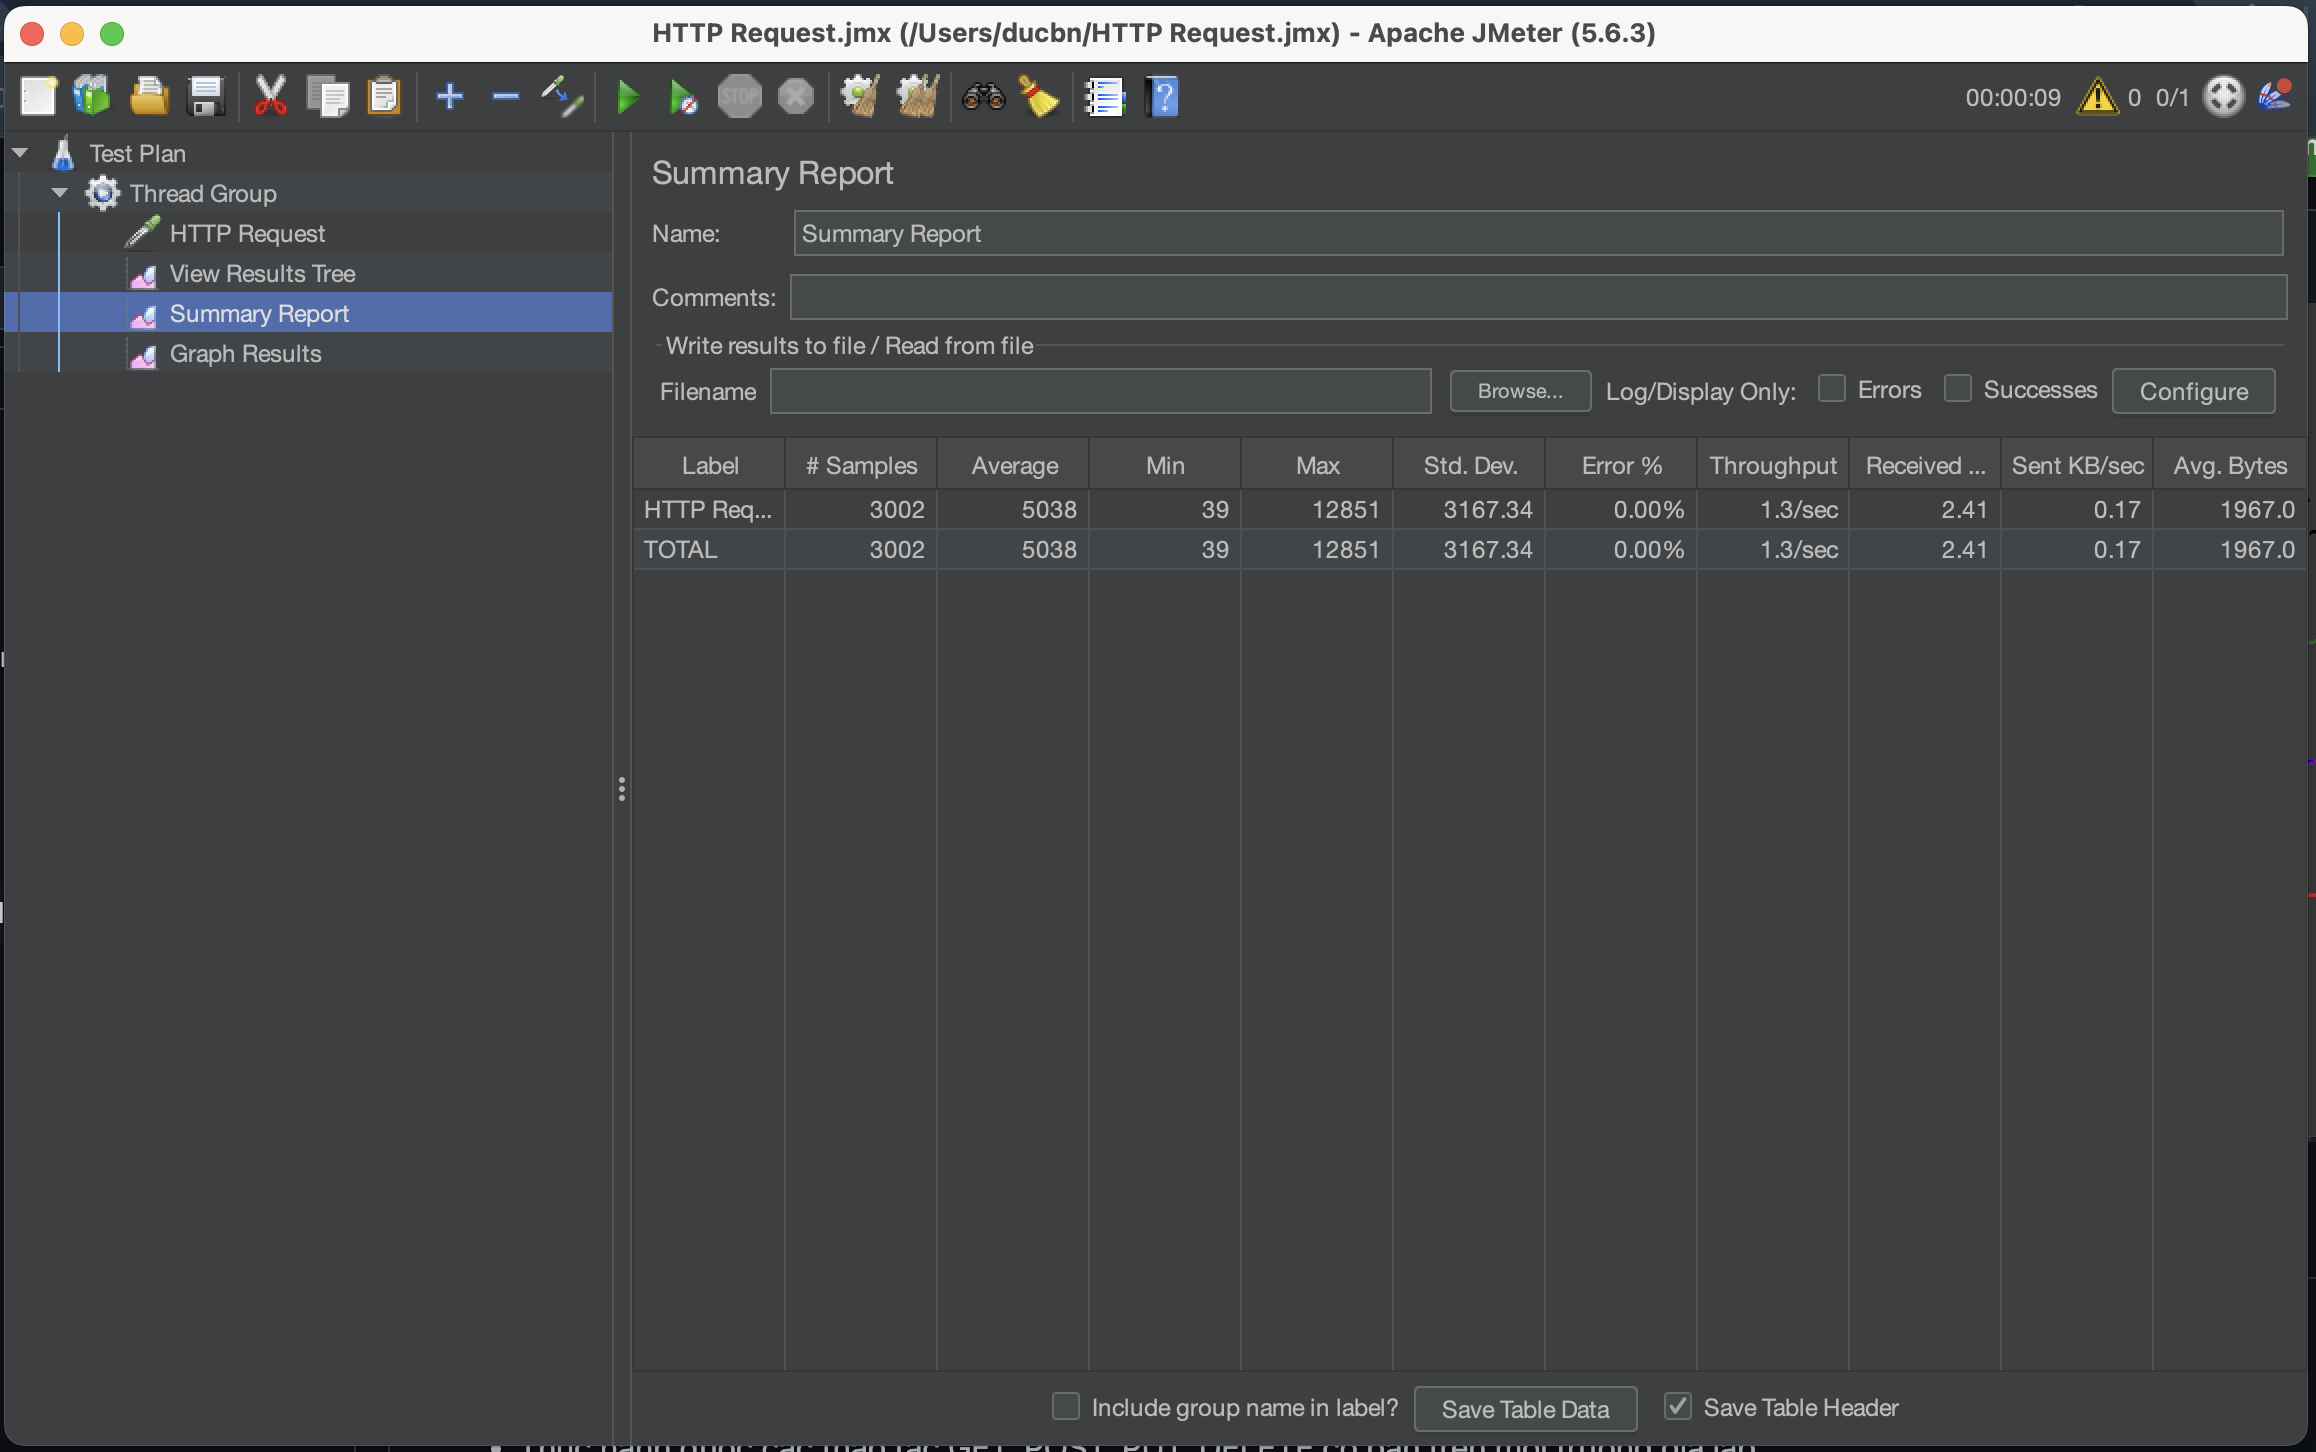 HTTP Request.jmx (/Users/ducbn/HTTP Request.jmx) - Apache JMeter (5.6.3)
STOP
00:00:09 0 0/1
Test Plan
Thread Group
HTTP Request
View Results Tree
Summary Report
Graph Results
Summary Report
Name: Summary Report
Comments:
Write results to file / Read from file
Filename Browse... Log/Display Only: Errors Successes Configure
Label # Samples Average Min Max Std. Dev. Error % Throughput Received ... Sent KB/sec Avg. Bytes
HTTP Req... 3002 5038 39 12851 3167.34 0.00% 1.3/sec 2.41 0.17 1967.0
TOTAL 3002 5038 39 12851 3167.34 0.00% 1.3/sec 2.41 0.17 1967.0
Include group name in label? Save Table Data Save Table Header